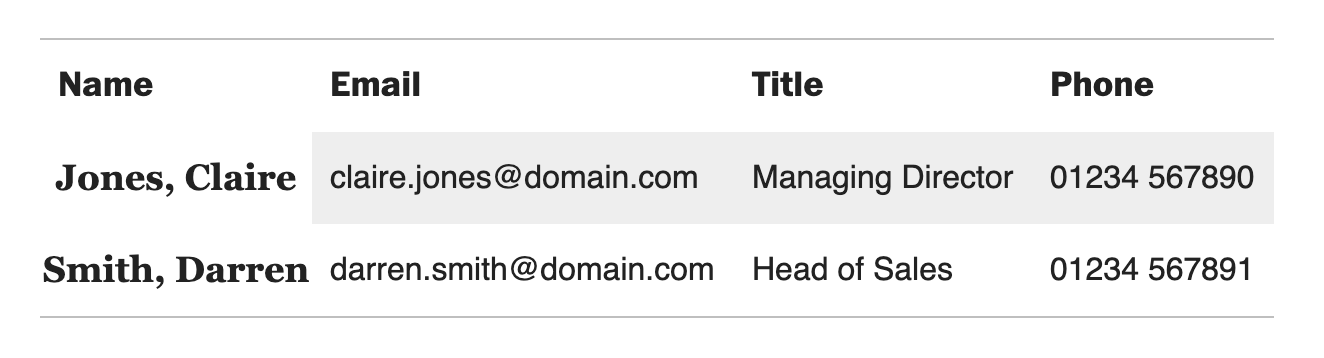 Name Email Title Phone
Jones, Claire claire.jones@domain.com Managing Director 01234 567890
Smith, Darren darren.smith@domain.com Head of Sales 01234 567891